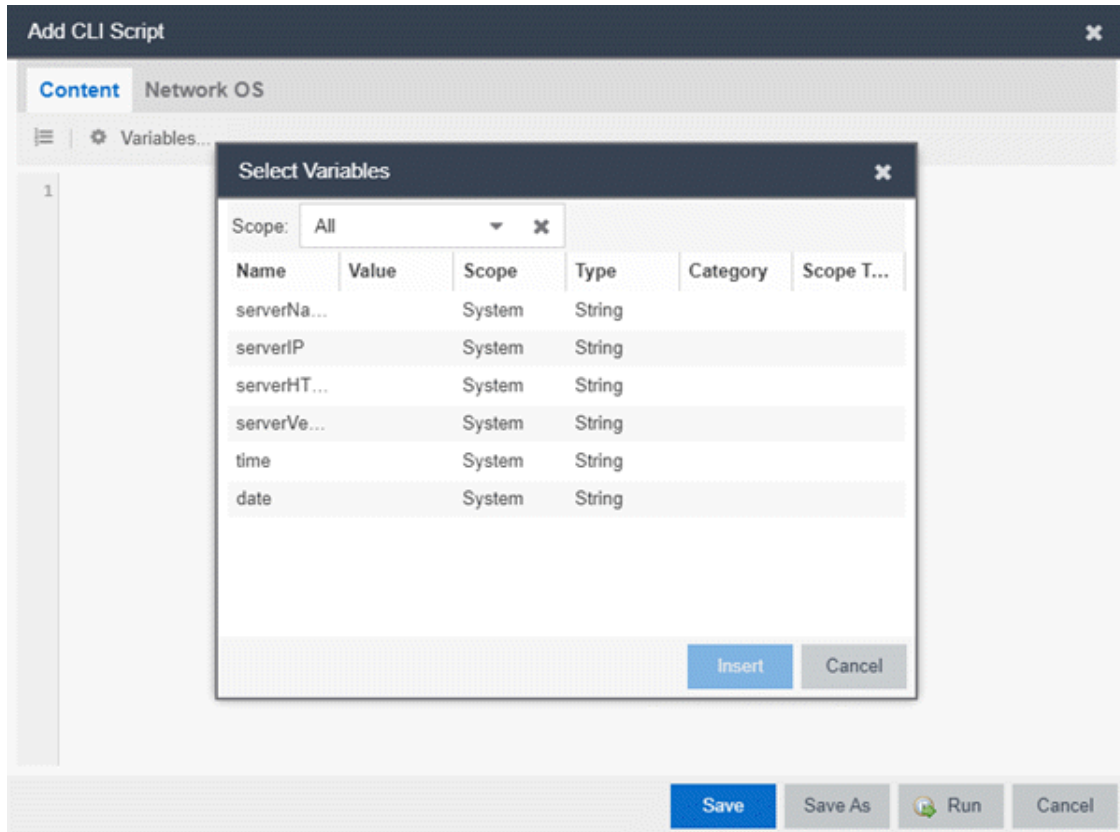 Add CLI Script
Content Network OS
Variables...
1
Select Variables
Scope: All
Name Value Scope Type Category Scope T...
serverNa... System String
serverIP System String
serverHT... System String
serverVe... System String
time System String
date System String
Insert Cancel
Save Save As Run Cancel